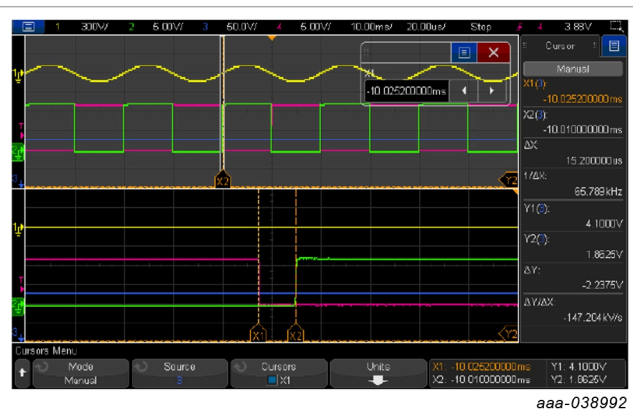 1 300V/ 2 5.00V/ 3 50.0V/ 4 5.00V/ 10.00ms/ 20.00us/ Stop 4 3.88V
Cursor
Manual
X1
-10.025200000ms
X1(3):
-10.025200000ms
X2(3):
-10.010000000ms
ΔX:
15.200000us
1/ΔX:
65.789kHz
Y1(3):
4.1000V
Y2(3):
1.8625V
ΔY:
-2.2375V
ΔY/ΔX:
-147.204kV/s
X2
Y2
X1 X2
Y2
Cursors Menu
Mode
Manual
Source
3
Cursors
X1
Units
X1: -10.025200000ms
X2: -10.010000000ms
Y1: 4.1000V
Y2: 1.8625V
aaa-038992